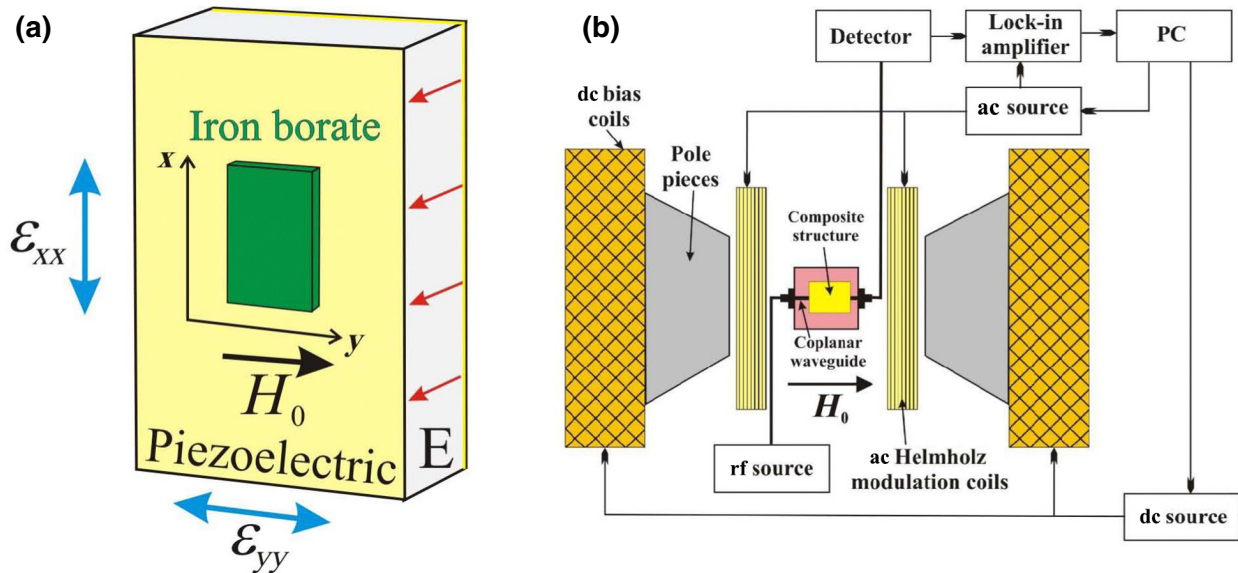 (a)
Iron borate
x
y
εxx
H0
Piezoelectric
E
εyy
(b)
Detector
Lock-in
amplifier
PC
ac source
dc bias
coils
Pole
pieces
Composite
structure
Coplanar
waveguide
H0
rf source
ac Helmholz
modulation coils
dc source